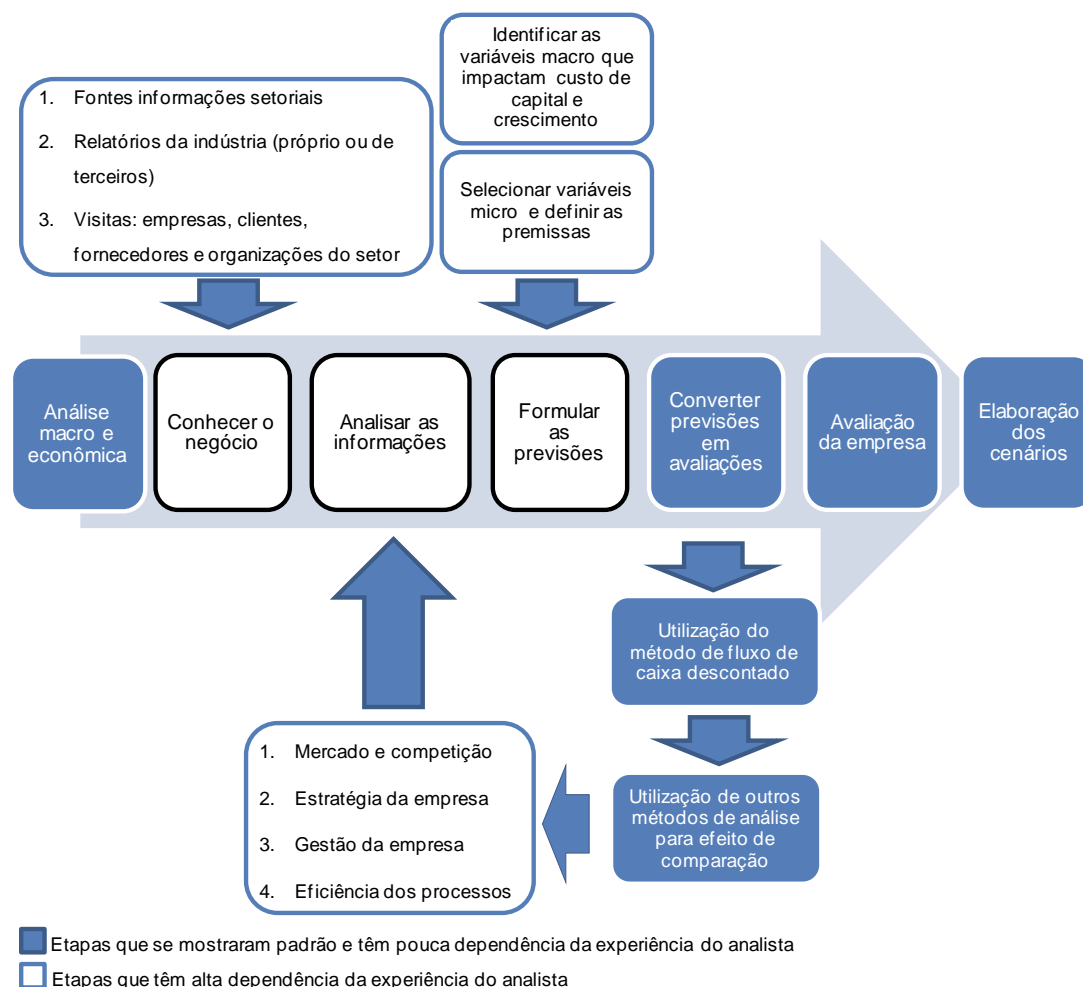 Identificar as
variáveis macro que
impactam custo de
capital e
crescimento
1. Fontes informações setoriais
2. Relatórios da indústria (próprio ou de
terceiros)
3. Visitas: empresas, clientes,
fornecedores e organizações do setor
Selecionar variáveis
micro e definir as
premissas
Análise
macro e
econômica
Conhecer o
negócio
Analisar as
informações
Formular
as
previsões
Converter
previsões
em
avaliações
Avaliação
da empresa
Elaboração
dos
cenários
Utilização do
método de fluxo de
caixa descontado
Utilização de outros
métodos de análise
para efeito de
comparação
1. Mercado e competição
2. Estratégia da empresa
3. Gestão da empresa
4. Eficiência dos processos
Etapas que se mostraram padrão e têm pouca dependência da experiência do analista
Etapas que têm alta dependência da experiência do analista